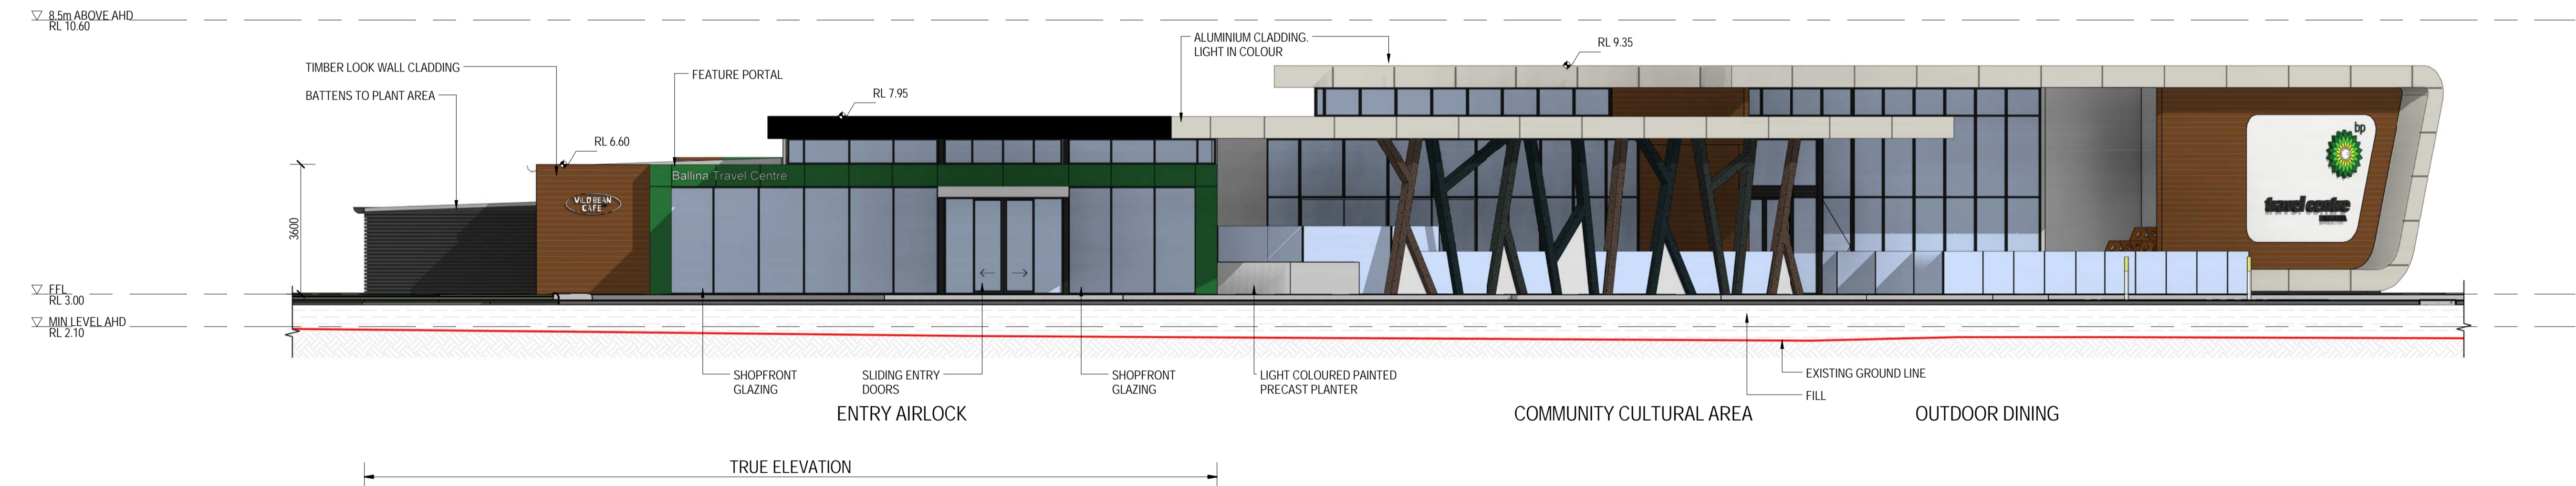 8.5m ABOVE AHD
RL 10.60
ALUMINIUM CLADDING.
LIGHT IN COLOUR
RL 9.35
TIMBER LOOK WALL CLADDING
FEATURE PORTAL
BATTENS TO PLANT AREA
RL 7.95
RL 6.60
bp
Ballina Travel Centre
WILD BEAN
CAFE
travel centre
3600
FFL
RL 3.00
MIN LEVEL AHD
RL 2.10
SHOPFRONT
GLAZING
SLIDING ENTRY
DOORS
SHOPFRONT
GLAZING
LIGHT COLOURED PAINTED
PRECAST PLANTER
EXISTING GROUND LINE
FILL
ENTRY AIRLOCK
COMMUNITY CULTURAL AREA
OUTDOOR DINING
TRUE ELEVATION